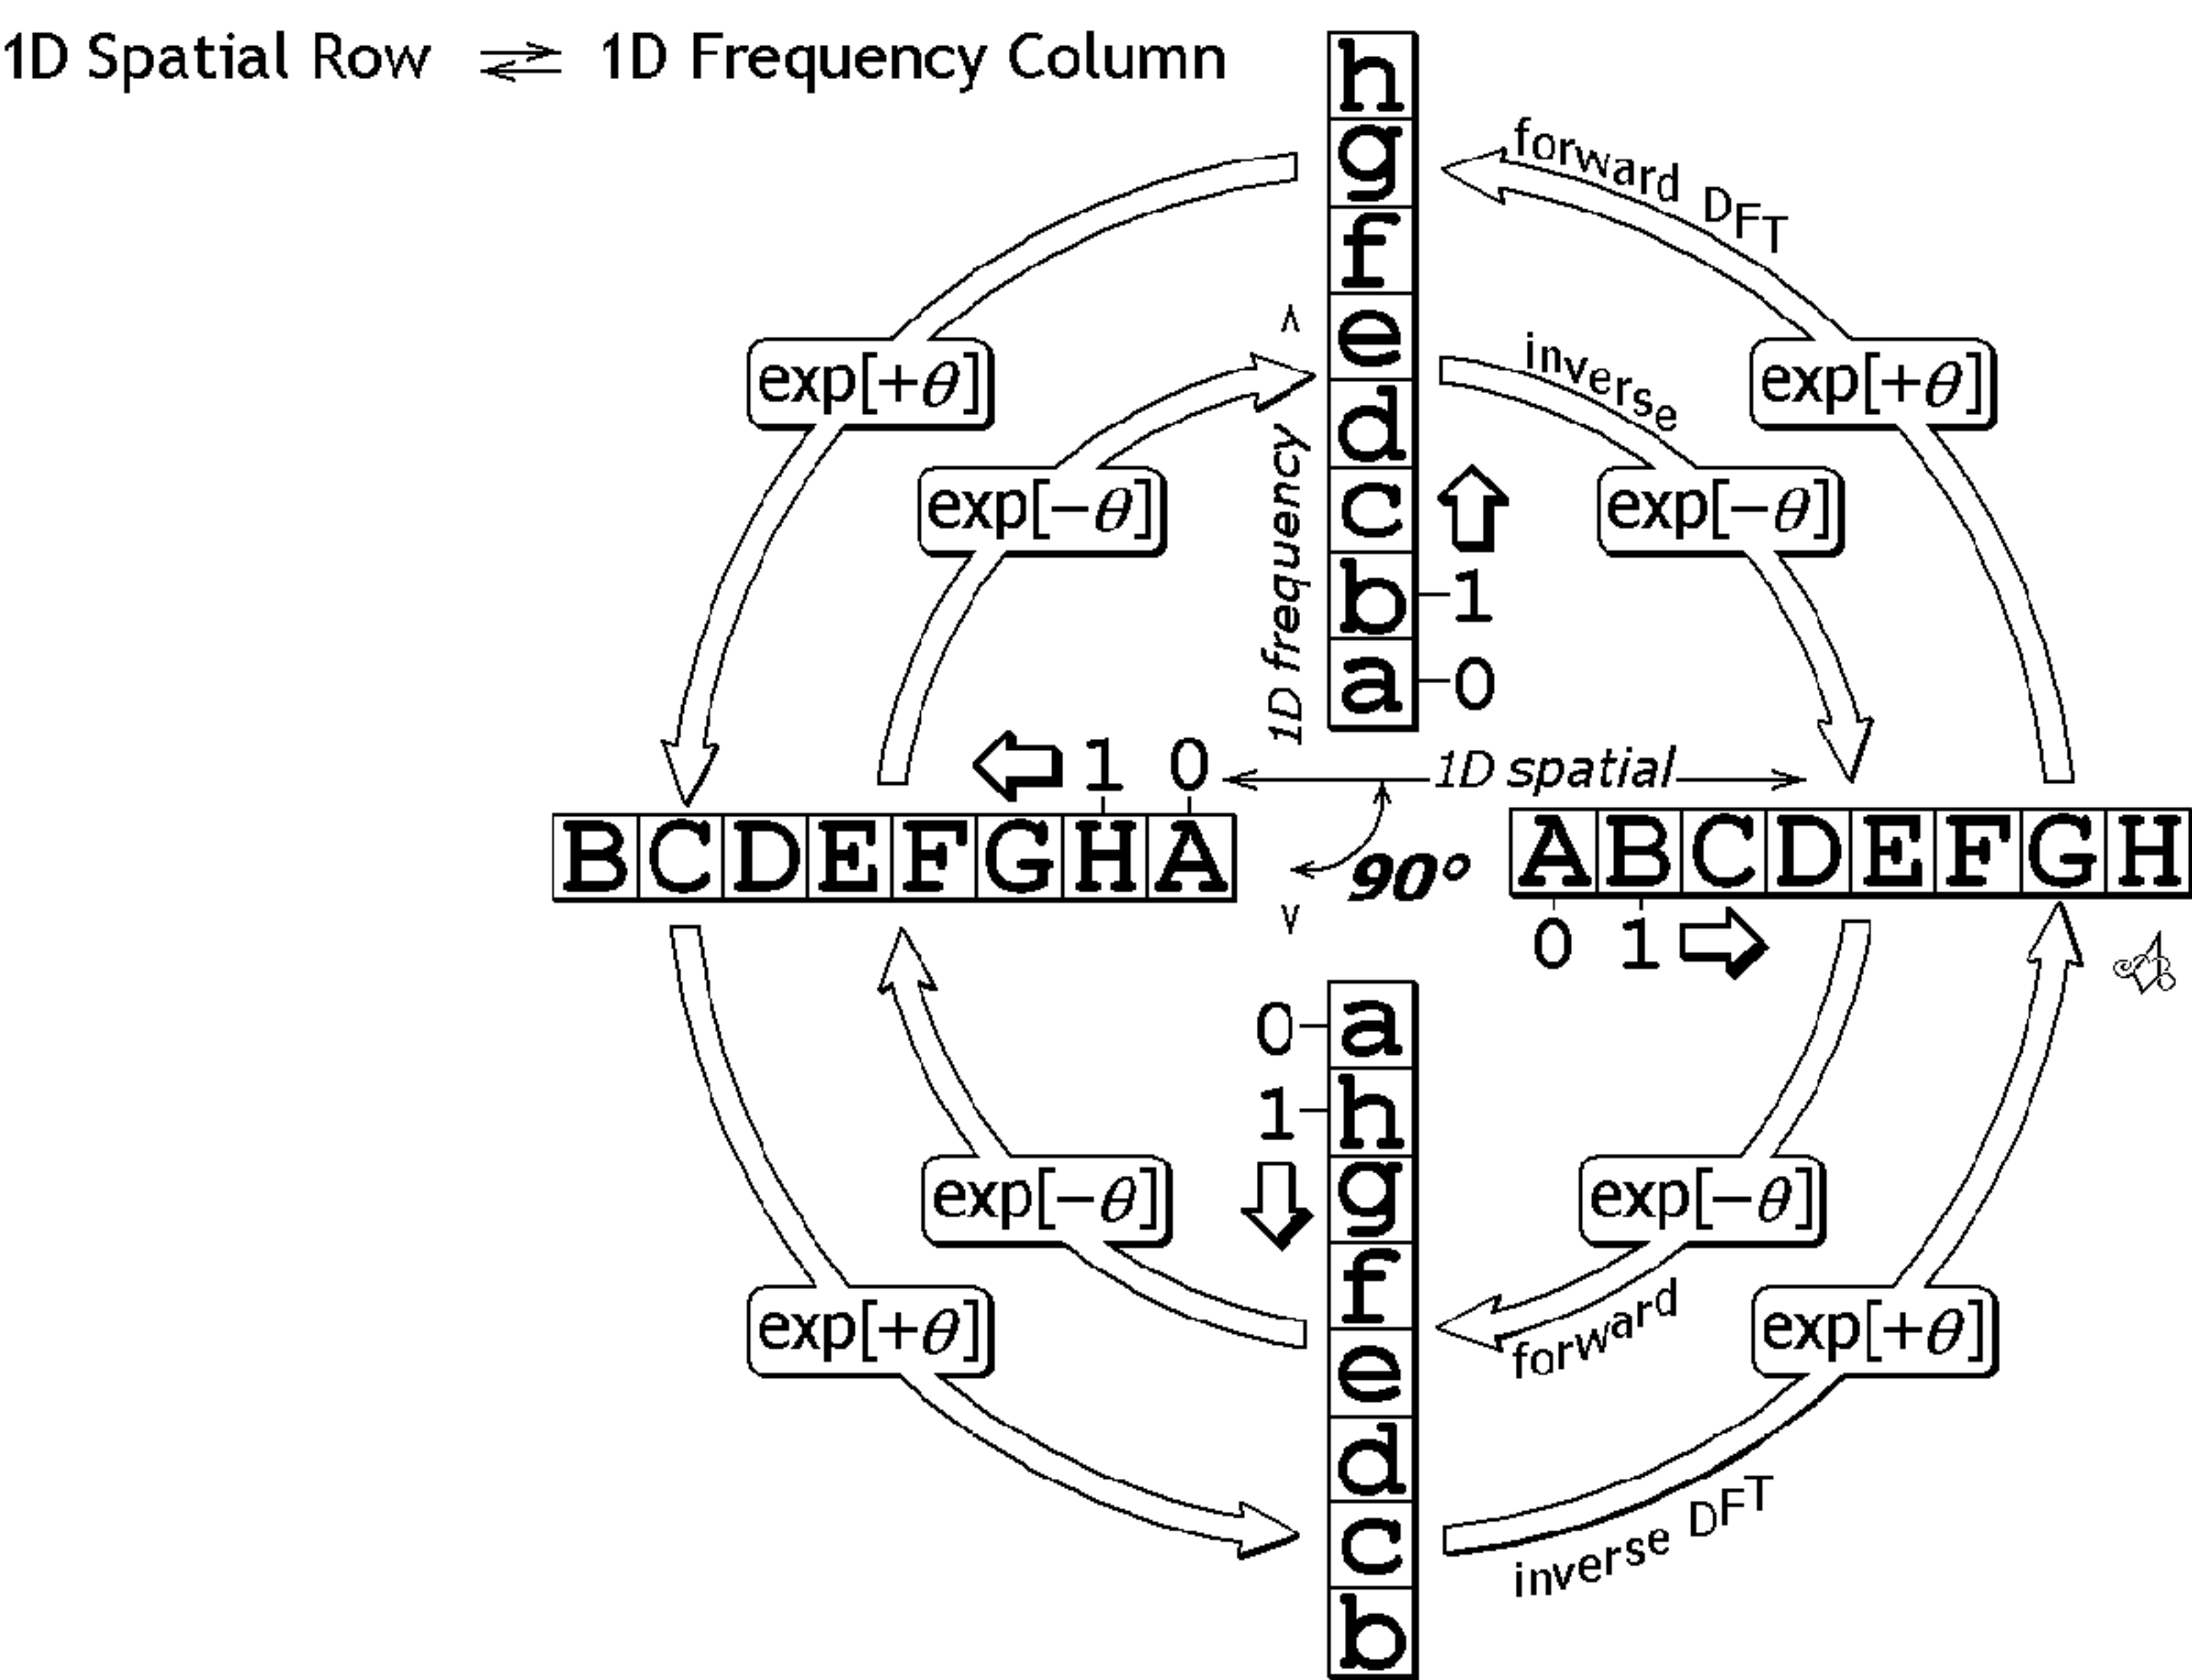 1D Spatial Row ⇌ 1D Frequency Column
h
g
f
e
d
c
b
a
1
0
1D frequency
forward DFT
inverse
exp[+θ]
exp[+θ]
exp[−θ]
exp[−θ]
1 0
1D spatial
B C D E F G H A
90°
A B C D E F G H
0 1
0
1
a
h
g
f
e
d
c
b
exp[−θ]
exp[−θ]
forward
exp[+θ]
exp[+θ]
inverse DFT